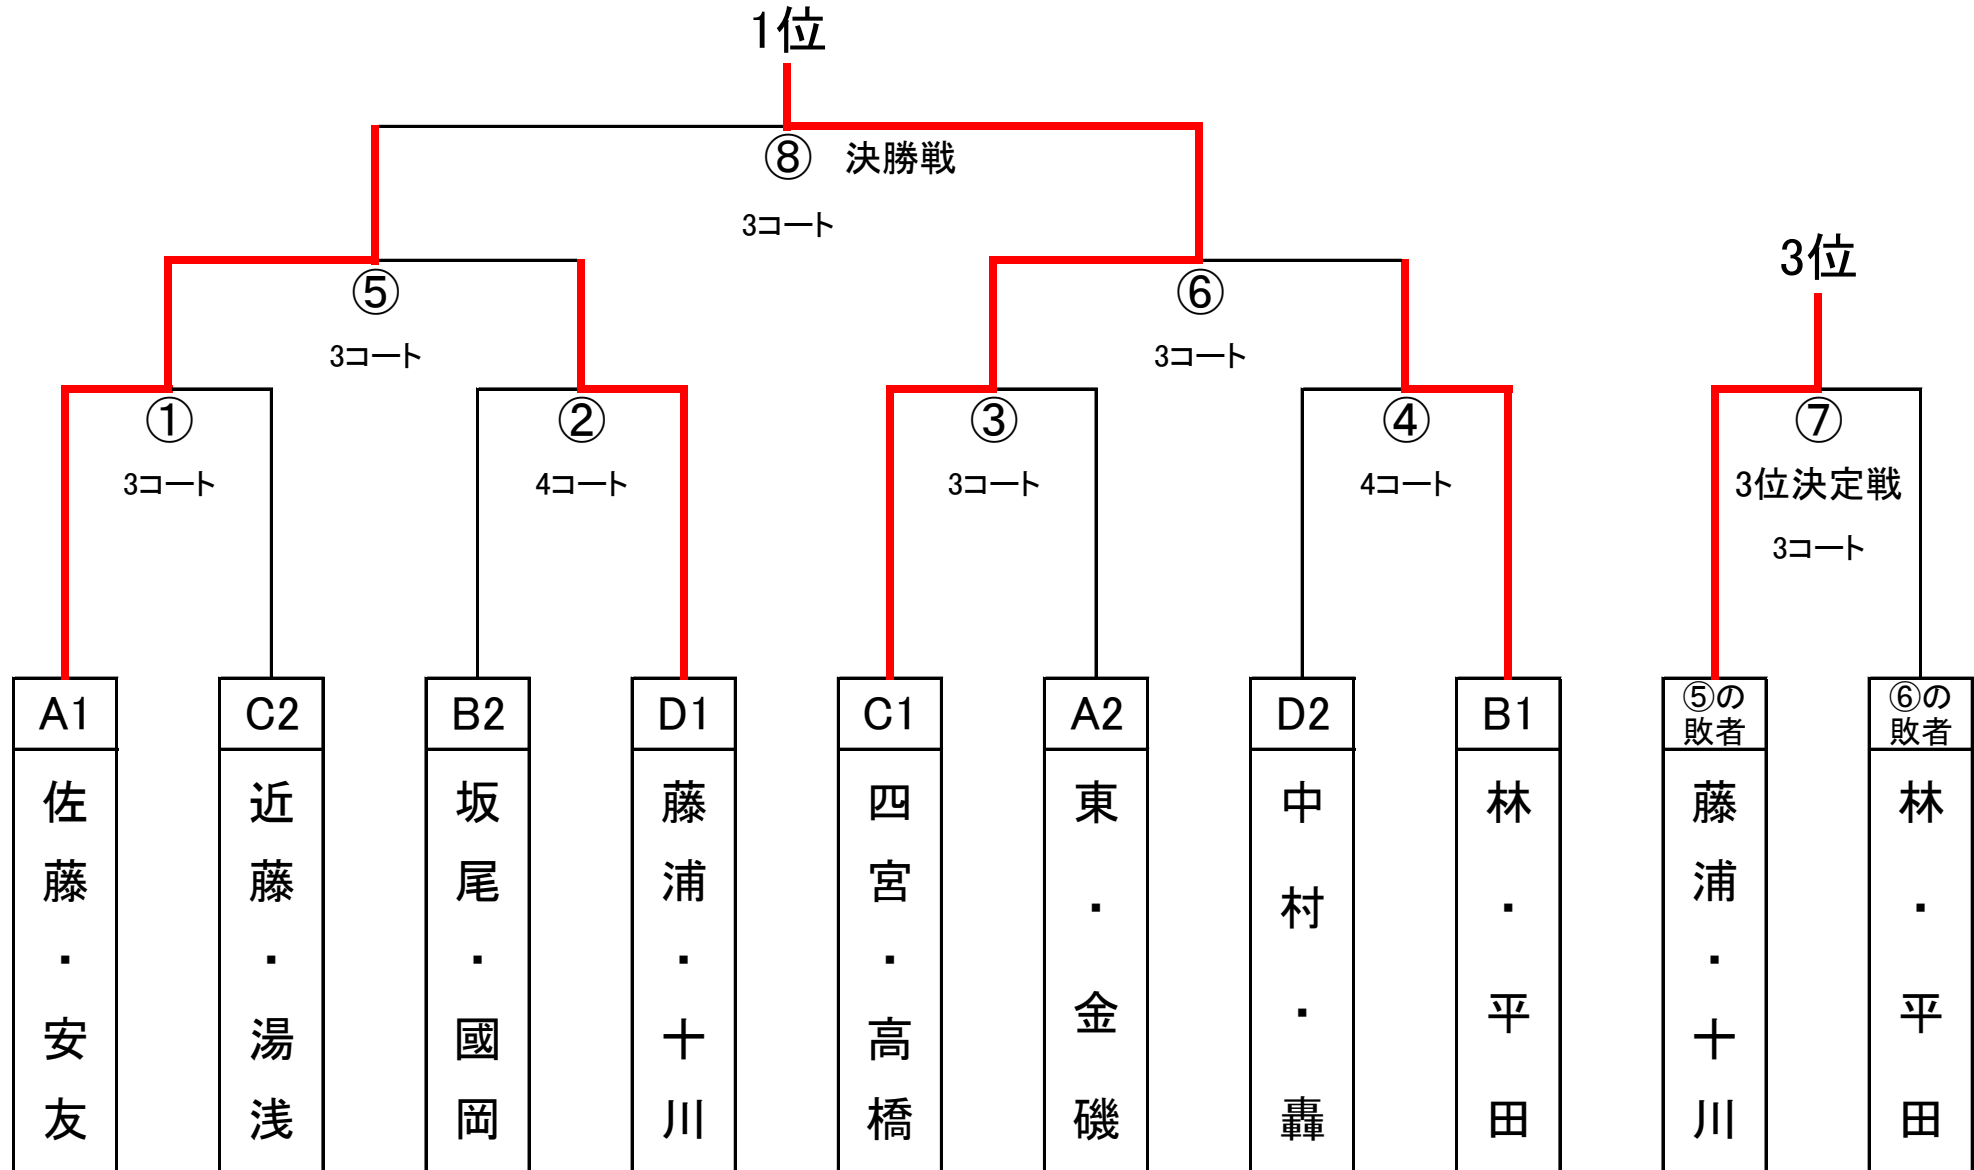 1位
⑧ 決勝戦
3コート
3位
⑤
⑥
3コート
3コート
①
②
③
④
⑦
3コート
4コート
3コート
4コート
3位決定戦
3コート
A1
C2
B2
D1
C1
A2
D2
B1
⑤の
敗者
⑥の
敗者
佐藤・安友
近藤・湯浅
坂尾・國岡
藤浦・十川
四宮・高橋
東・金磯
中村・轟
林・平田
藤浦・十川
林・平田